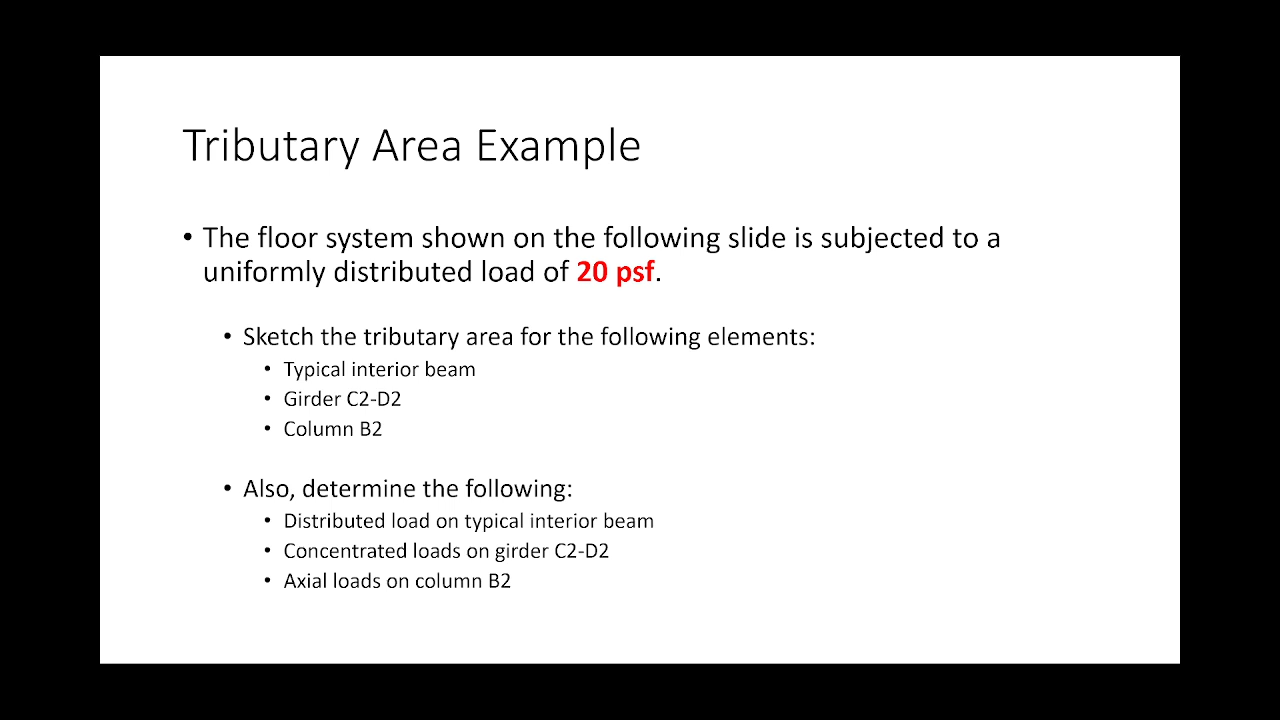 Tributary Area Example
• The floor system shown on the following slide is subjected to a
uniformly distributed load of 20 psf.
• Sketch the tributary area for the following elements:
• Typical interior beam
• Girder C2-D2
• Column B2
• Also, determine the following:
• Distributed load on typical interior beam
• Concentrated loads on girder C2-D2
• Axial loads on column B2